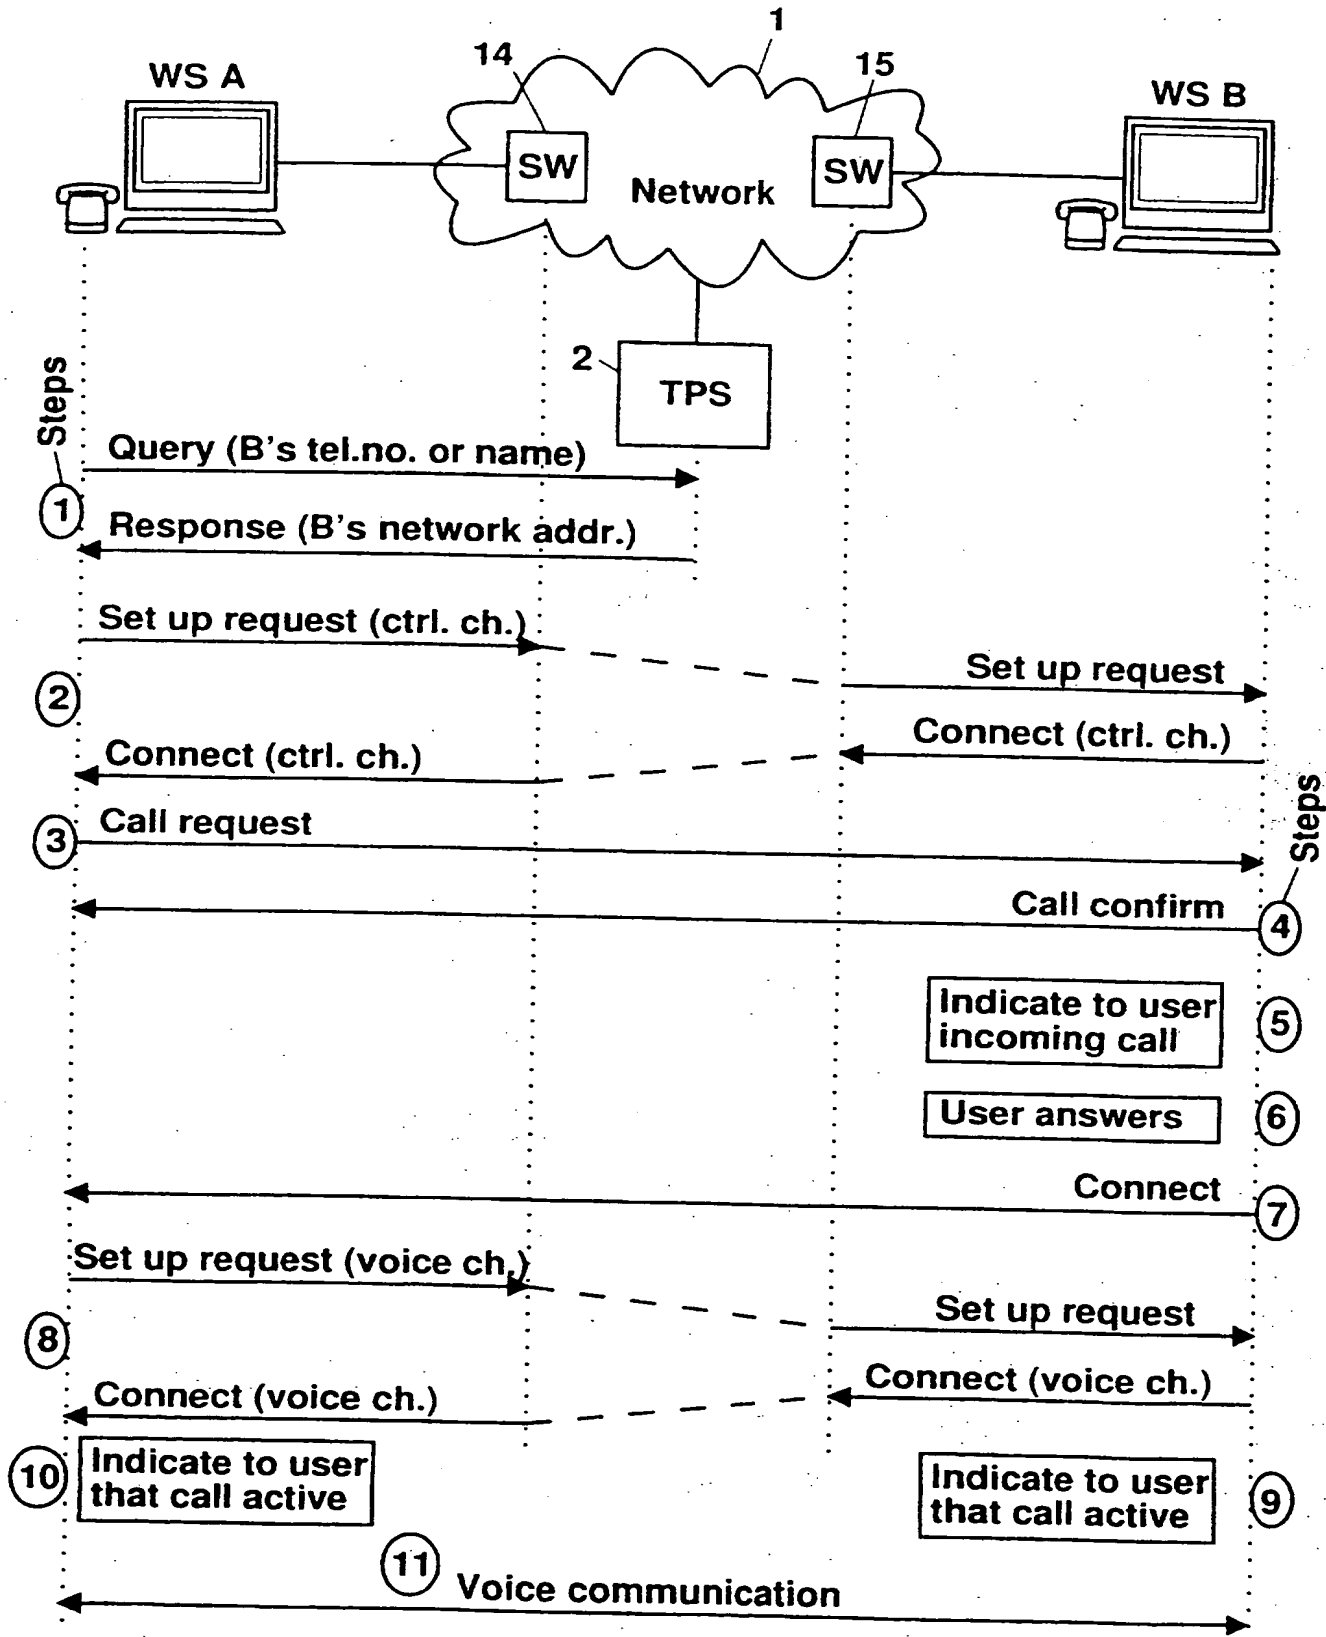 1
14
15
WS A
WS B
SW
SW
Network
2
TPS
Steps
Query (B's tel.no. or name)
1
Response (B's network addr.)
Set up request (ctrl. ch.)
Set up request
2
Connect (ctrl. ch.)
Connect (ctrl. ch.)
Steps
3
Call request
Call confirm
4
Indicate to user
incoming call
5
User answers
6
Connect
7
Set up request (voice ch.)
Set up request
8
Connect (voice ch.)
Connect (voice ch.)
10
Indicate to user
that call active
Indicate to user
that call active
9
11
Voice communication